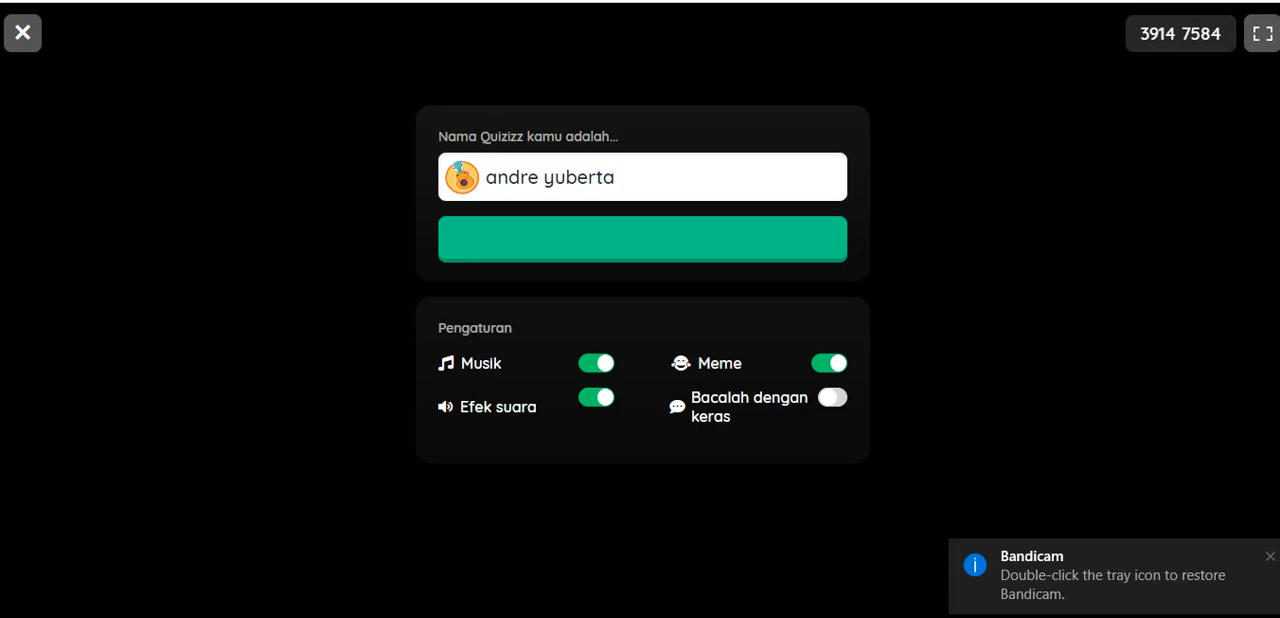 3914 7584
Nama Quizizz kamu adalah...
andre yuberta
Pengaturan
Musik
Meme
Efek suara
Bacalah dengan
keras
Bandicam
Double-click the tray icon to restore
Bandicam.